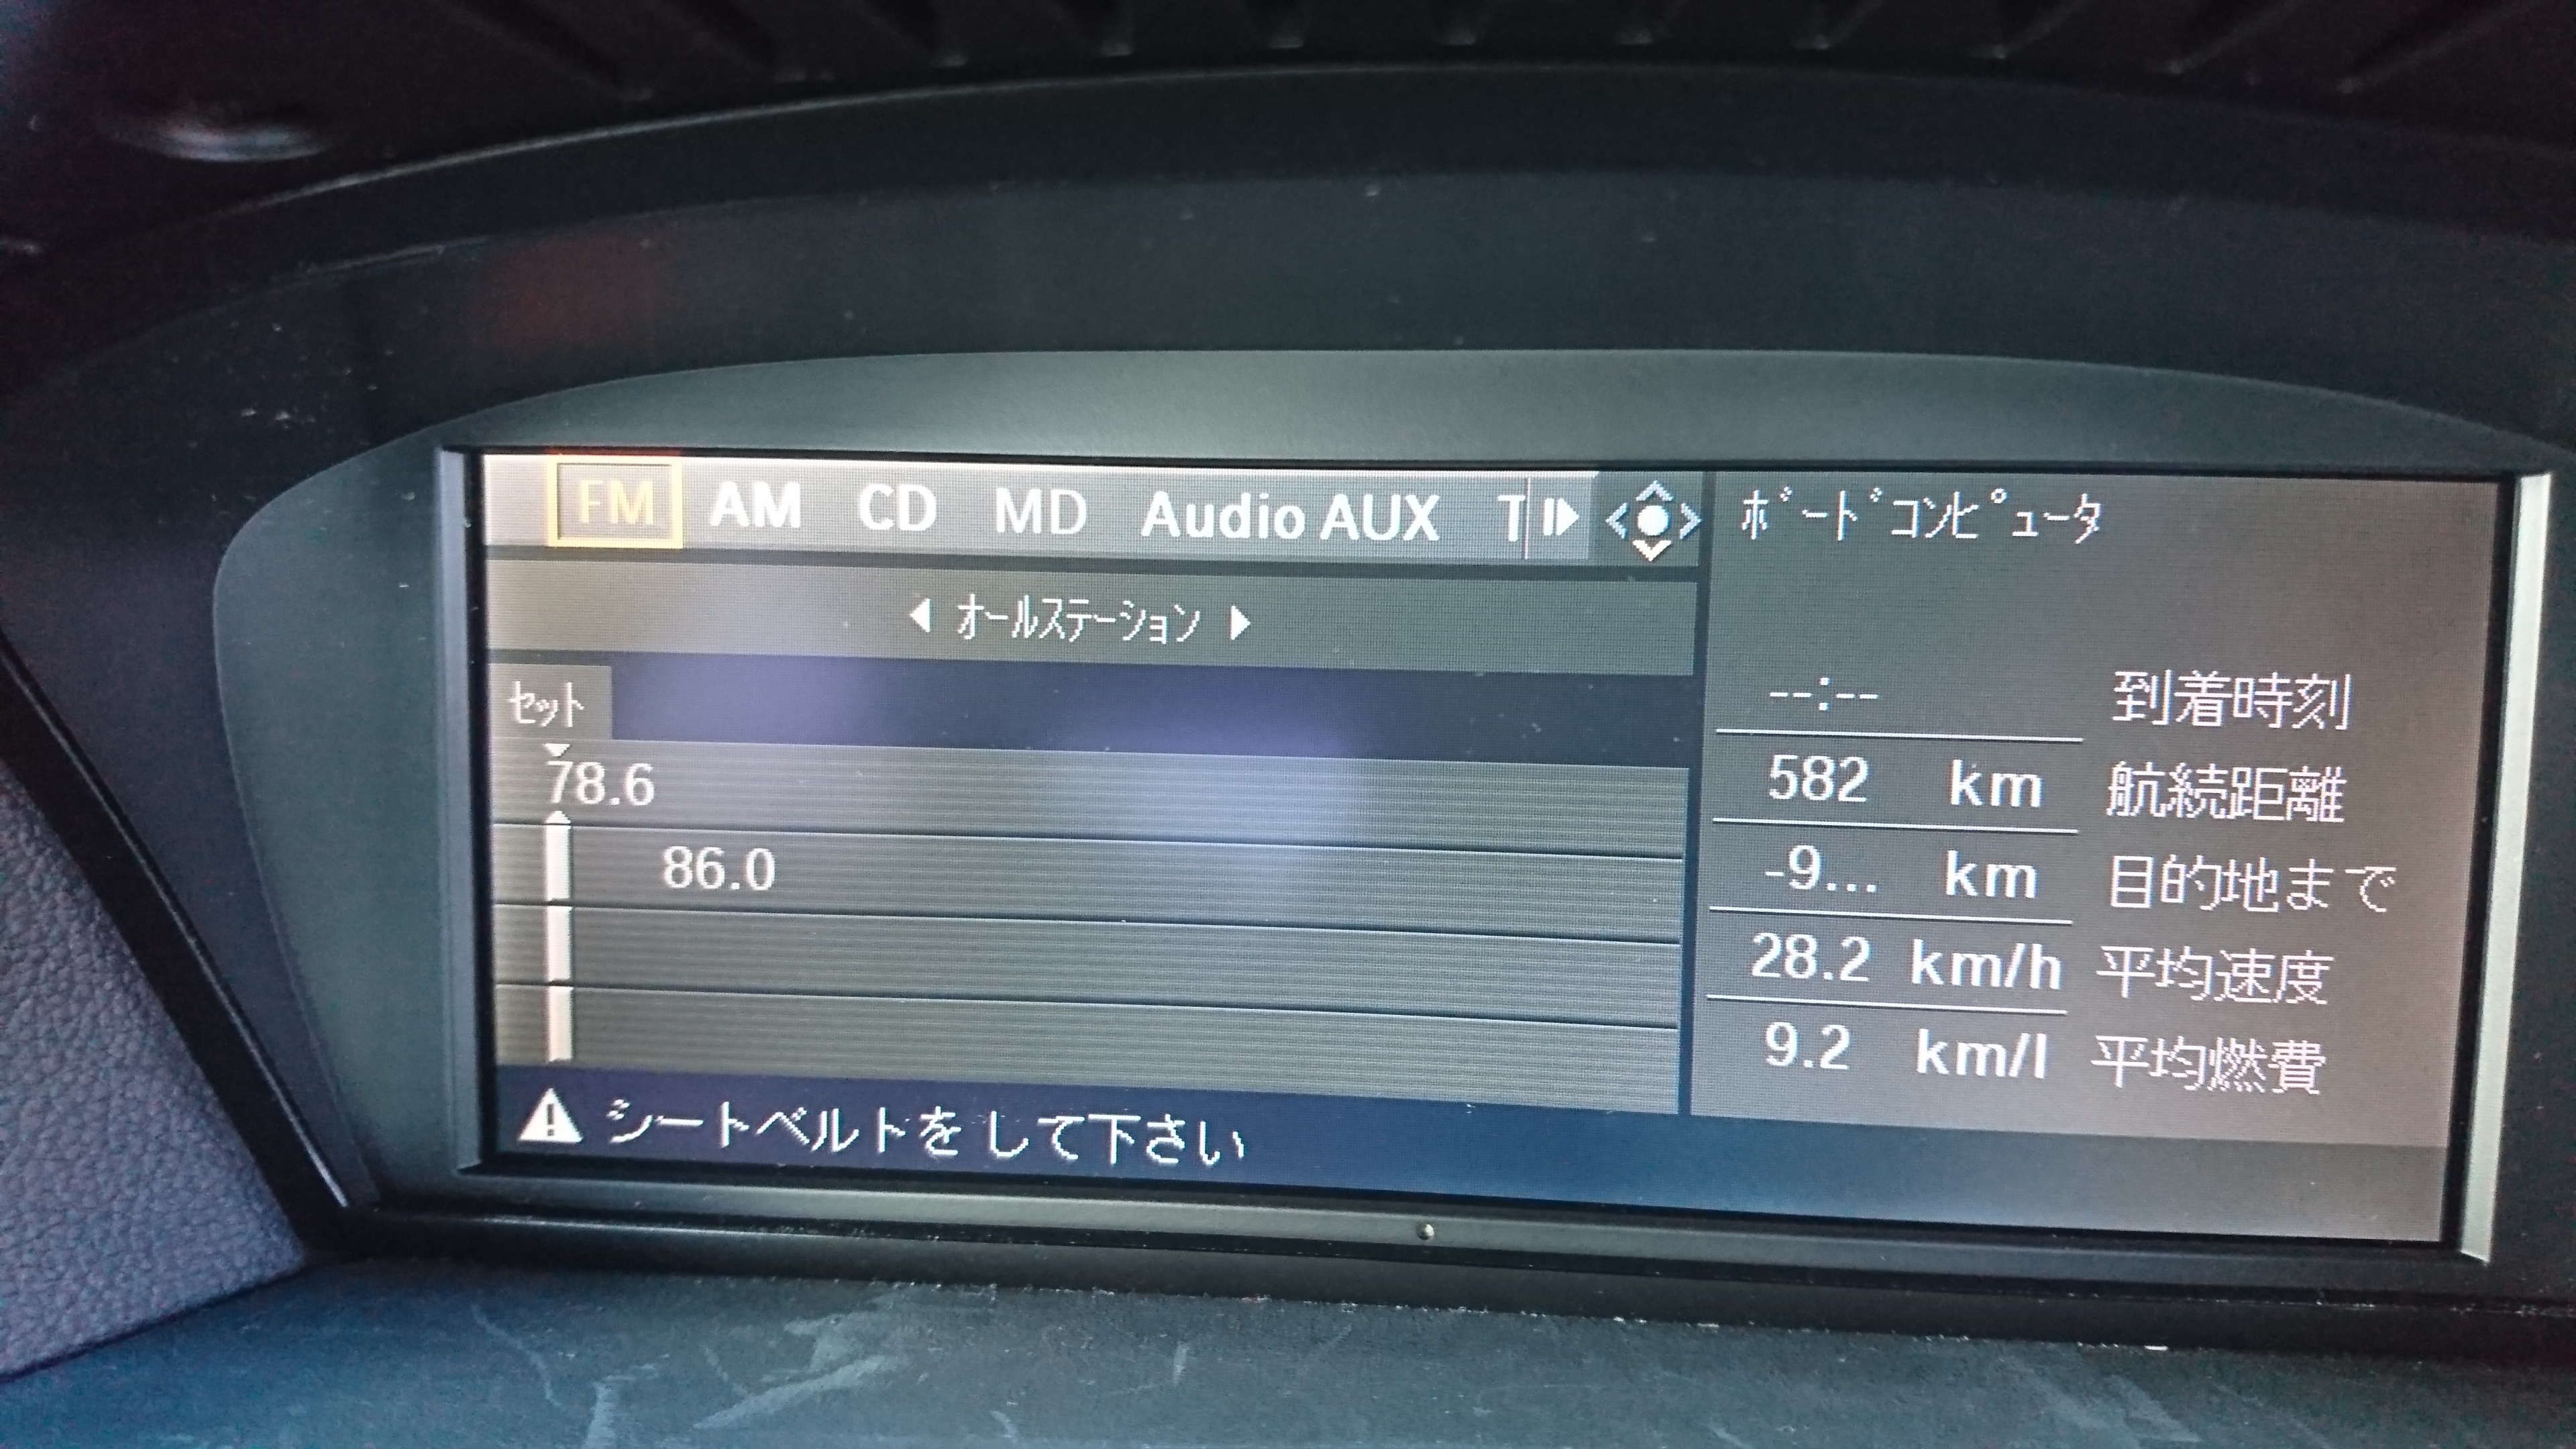 FM AM CD MD Audio AUX T
オールステーション
セット
78.6
86.0
シートベルトをして下さい
ボードコンピュータ
--:-- 到着時刻
582 km 航続距離
-9... km 目的地まで
28.2 km/h 平均速度
9.2 km/l 平均燃費